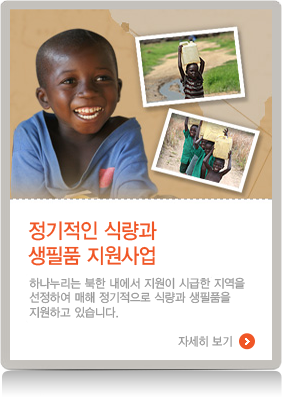 정기적인 식량과
생필품 지원사업
하나누리는 북한 내에서 지원이 시급한 지역을
선정하여 매해 정기적으로 식량과 생필품을
지원하고 있습니다.
자세히 보기